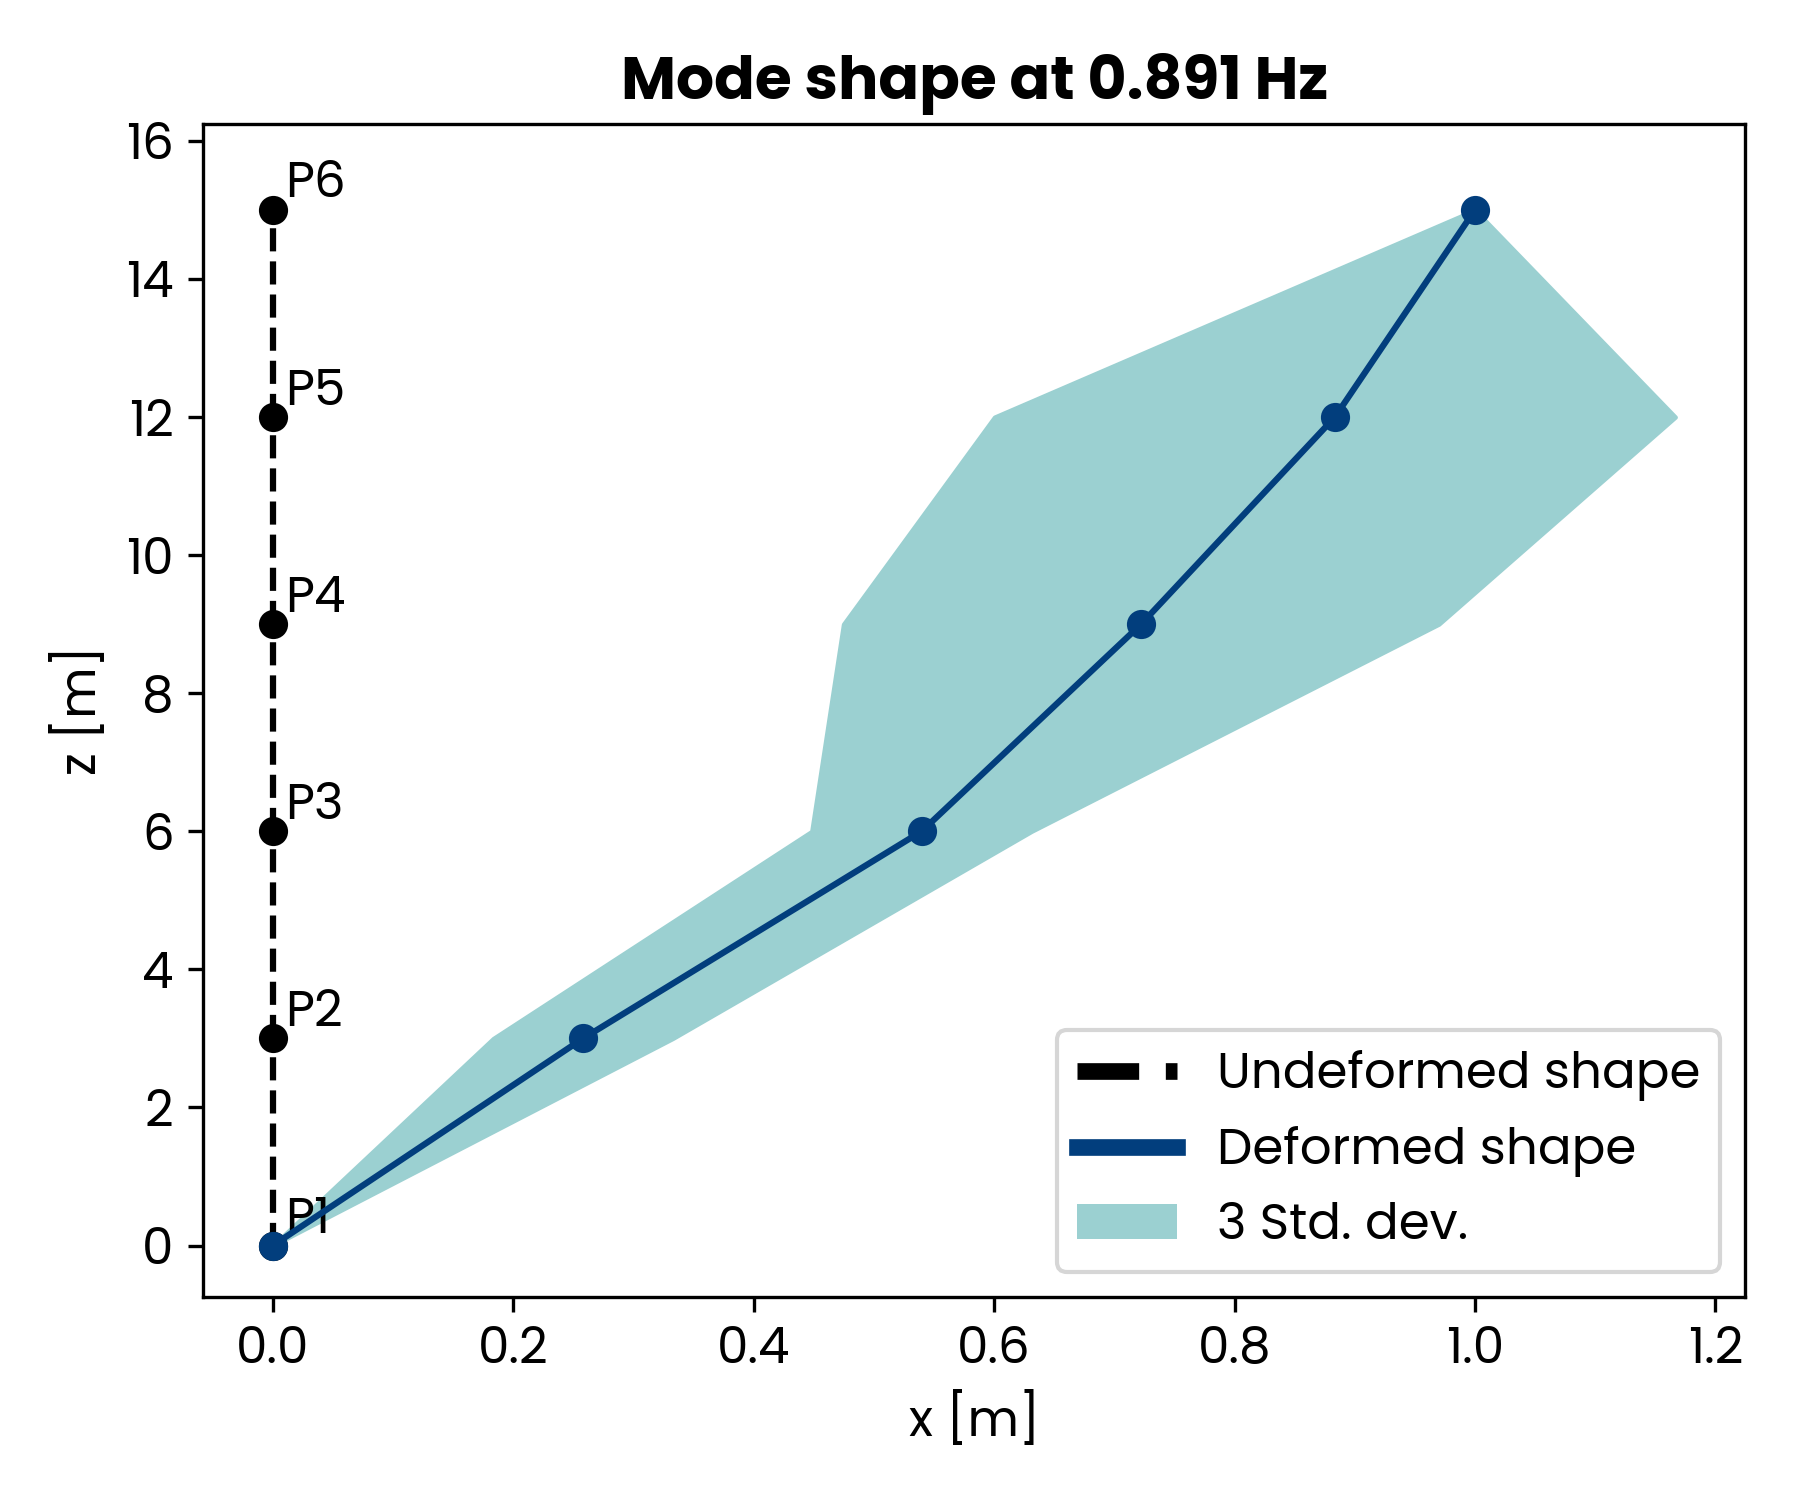 Mode shape at 0.891 Hz
16
14
12
10
8
6
4
2
0
z [m]
P6
P5
P4
P3
P2
P1
Undeformed shape
Deformed shape
3 Std. dev.
0.0 0.2 0.4 0.6 0.8 1.0 1.2
x [m]